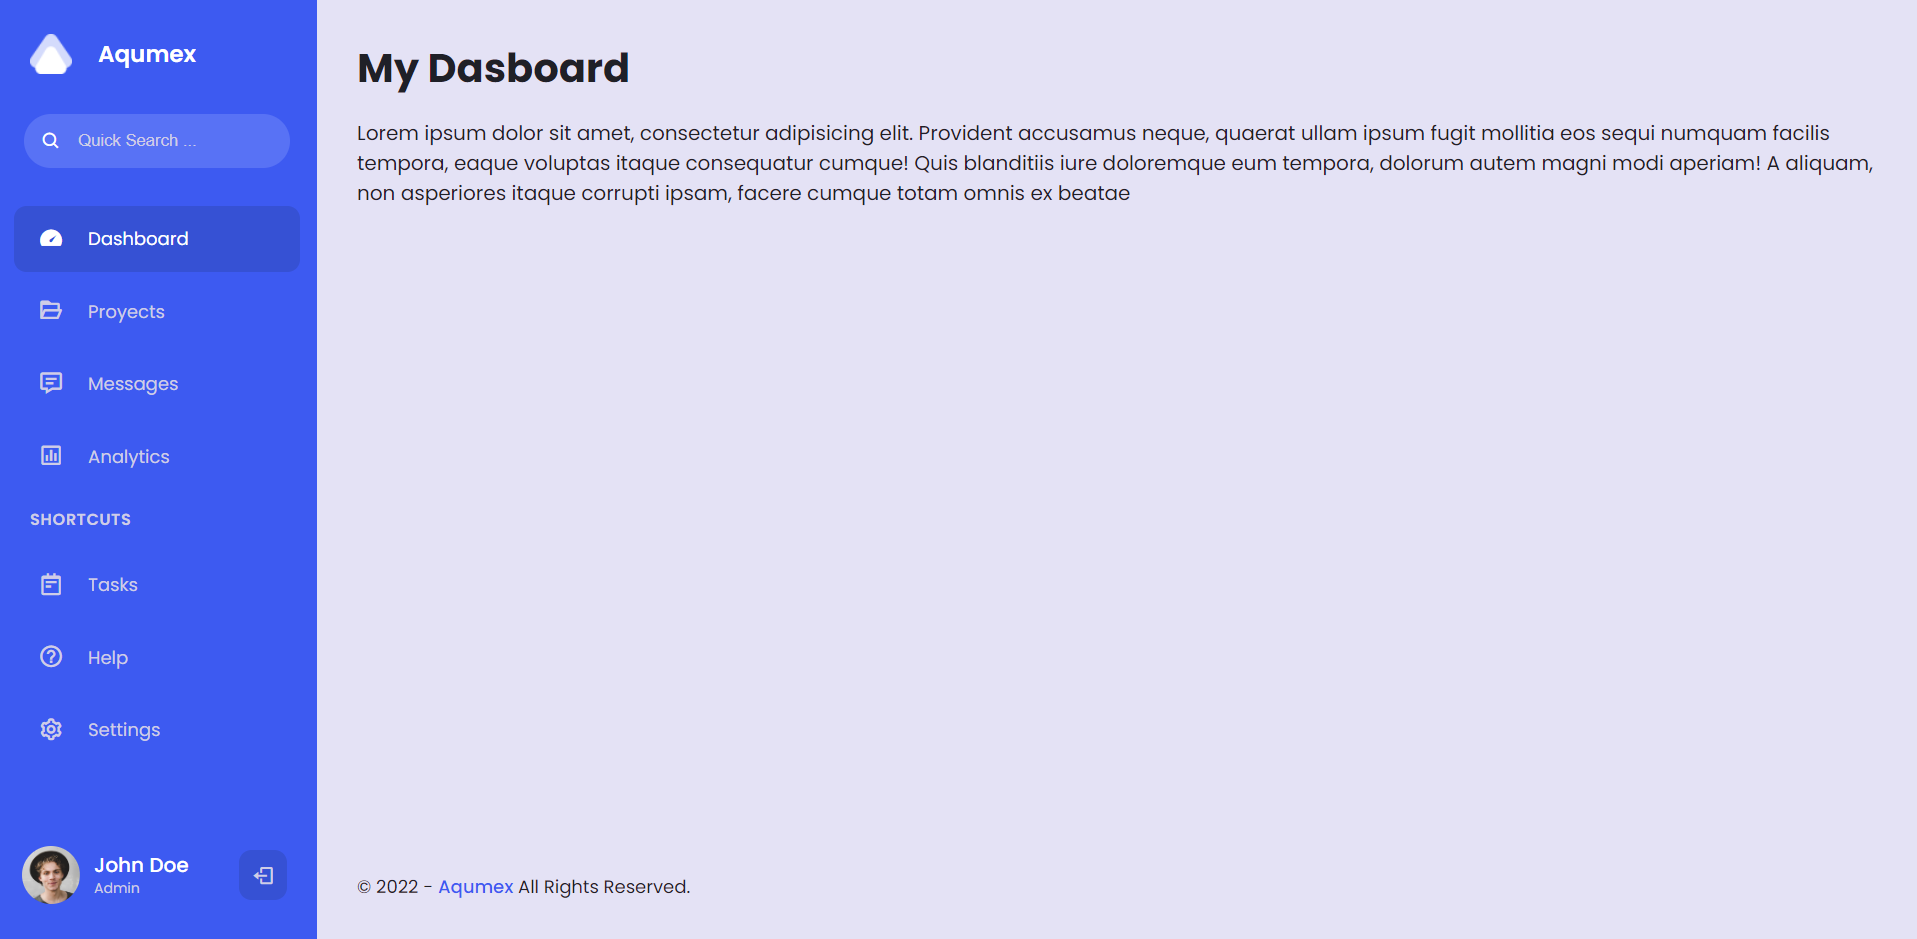 Aqumex
Quick Search ...
Dashboard
Proyects
Messages
Analytics
SHORTCUTS
Tasks
Help
Settings
John Doe
Admin
My Dasboard
Lorem ipsum dolor sit amet, consectetur adipisicing elit. Provident accusamus neque, quaerat ullam ipsum fugit mollitia eos sequi numquam facilis
tempora, eaque voluptas itaque consequatur cumque! Quis blanditiis iure doloremque eum tempora, dolorum autem magni modi aperiam! A aliquam,
non asperiores itaque corrupti ipsam, facere cumque totam omnis ex beatae
© 2022 - Aqumex All Rights Reserved.